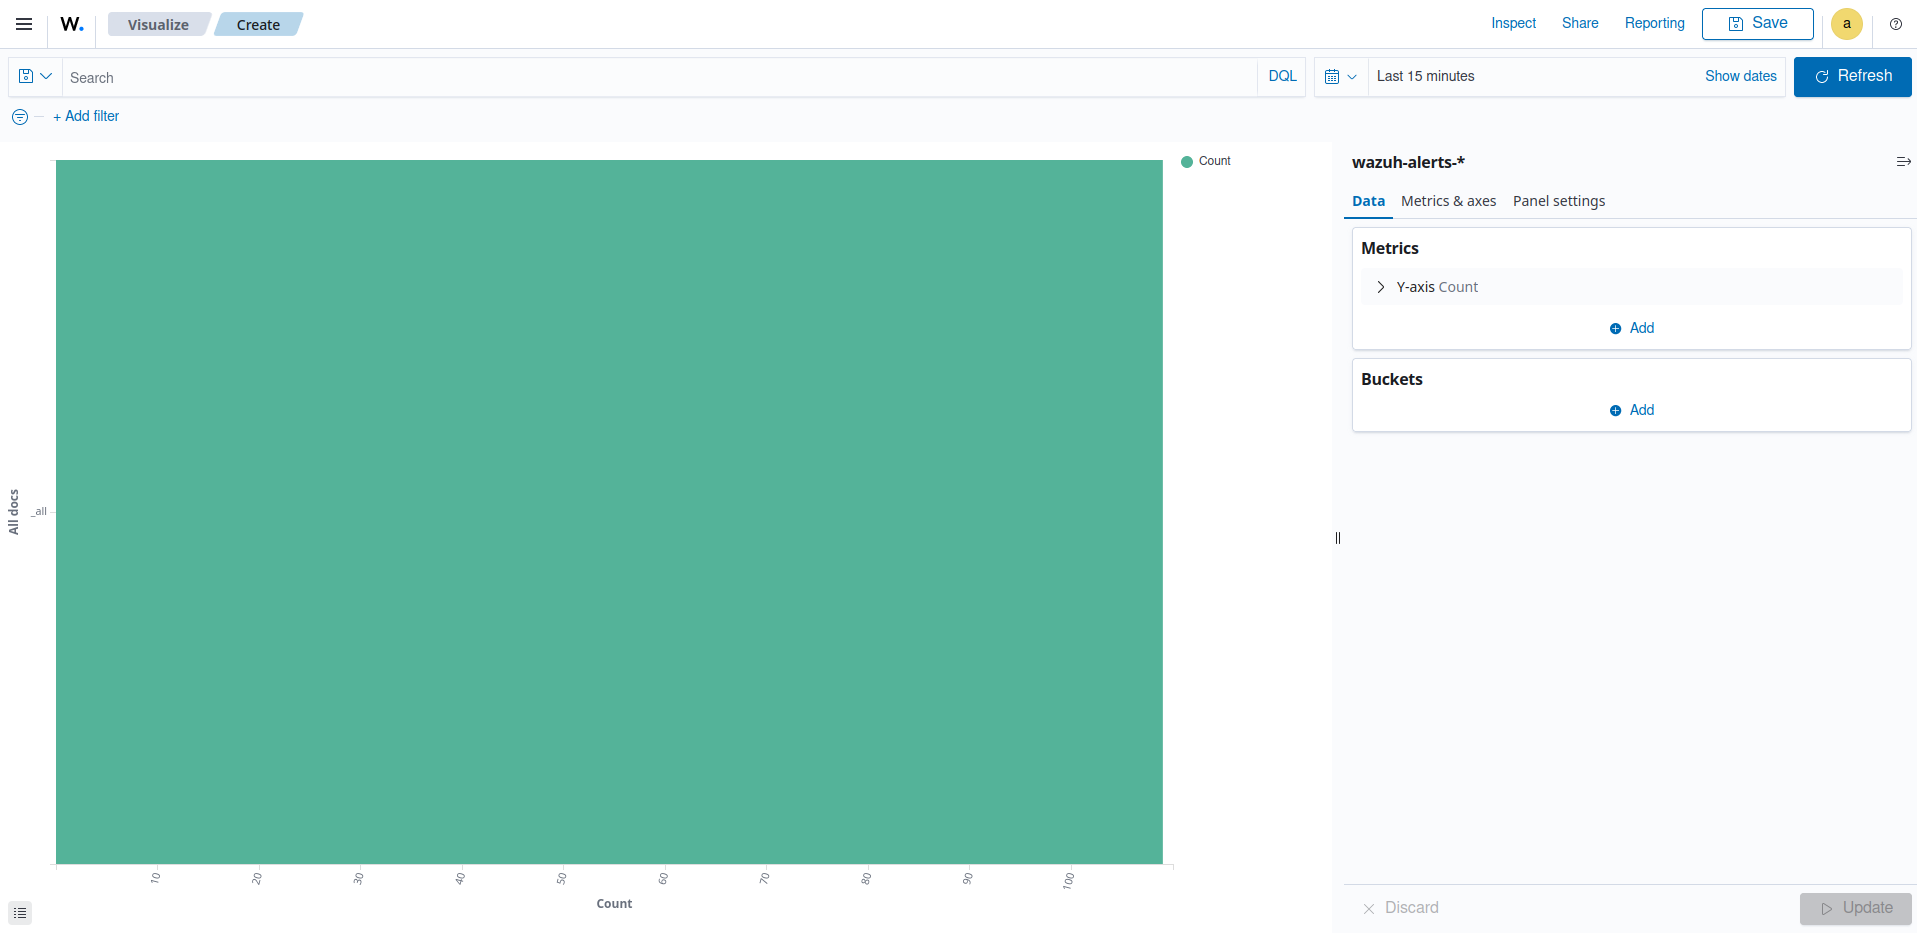 W. Visualize Create Inspect Share Reporting Save a
Search DQL Last 15 minutes Show dates Refresh
+ Add filter
Count
wazuh-alerts-*
Data Metrics & axes Panel settings
Metrics
Y-axis Count
Add
Buckets
Add
All docs
_all
10 20 30 40 50 60 70 80 90 100
Count
Discard Update